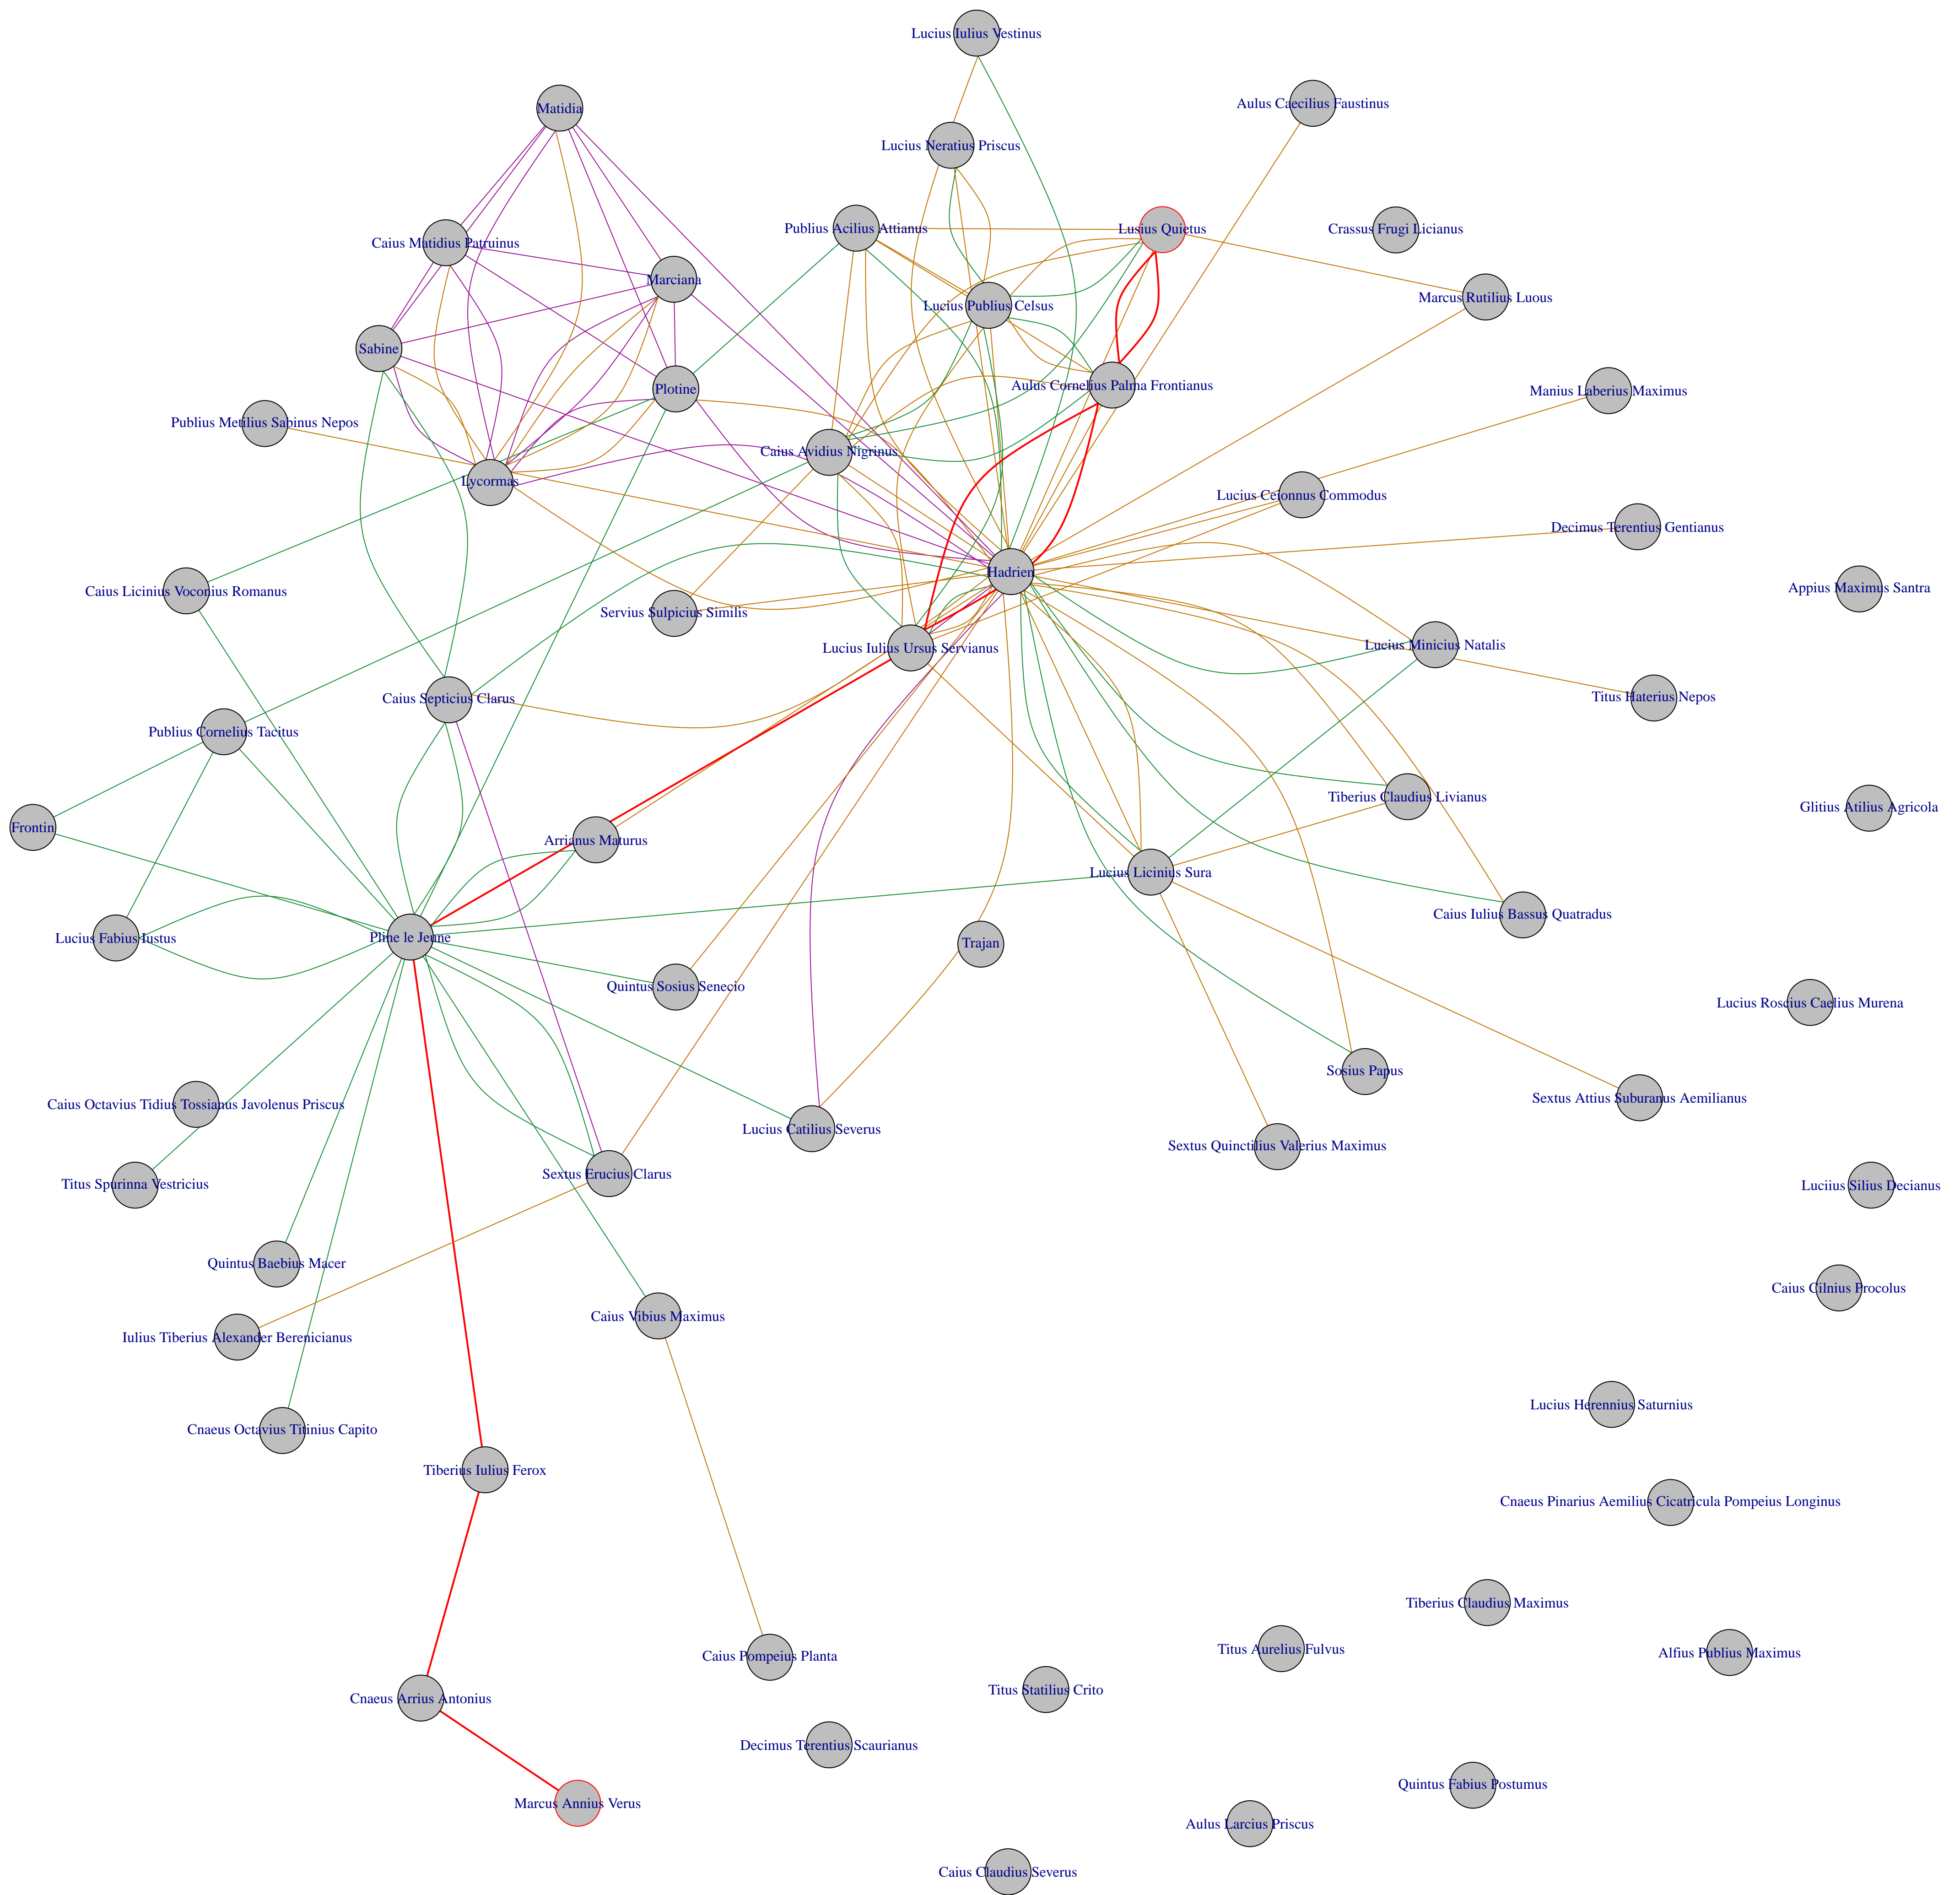 Lucius Iulius Vestinus
Aulus Caecilius Faustinus
Matidia
Lucius Neratius Priscus
Publius Acilius Attianus
Lusius Quietus
Crassus Frugi Licianus
Caius Matidius Patruinus
Marciana
Marcus Rutilius Luous
Lucius Publius Celsus
Sabine
Plotine
Aulus Cornelius Palma Frontianus
Manius Laberius Maximus
Publius Metilius Sabinus Nepos
Caius Avidius Nigrinus
Lycormas
Lucius Ceionnus Commodus
Decimus Terentius Gentianus
Hadrien
Caius Licinius Voconius Romanus
Appius Maximus Santra
Servius Sulpicius Similis
Lucius Iulius Ursus Servianus
Lucius Minicius Natalis
Caius Septicius Clarus
Titus Haterius Nepos
Publius Cornelius Tacitus
Tiberius Claudius Livianus
Glitius Atilius Agricola
Frontin
Arrianus Maturus
Lucius Licinius Sura
Caius Iulius Bassus Quatradus
Lucius Fabius Iustus
Pline le Jeune
Trajan
Quintus Sosius Senecio
Lucius Roscius Caelius Murena
Sosius Papus
Sextus Attius Suburanus Aemilianus
Caius Octavius Tidius Tossianus Javolenus Priscus
Lucius Catilius Severus
Sextus Quinctilius Valerius Maximus
Sextus Erucius Clarus
Titus Spurinna Vestricius
Luciius Silius Decianus
Quintus Baebius Macer
Caius Cilnius Procolus
Caius Vibius Maximus
Iulius Tiberius Alexander Berenicianus
Lucius Herennius Saturnius
Cnaeus Octavius Titinius Capito
Tiberius Iulius Ferox
Cnaeus Pinarius Aemilius Cicatricula Pompeius Longinus
Tiberius Claudius Maximus
Titus Aurelius Fulvus
Alfius Publius Maximus
Caius Pompeius Planta
Titus Statilius Crito
Cnaeus Arrius Antonius
Decimus Terentius Scaurianus
Quintus Fabius Postumus
Marcus Annius Verus
Aulus Larcius Priscus
Caius Claudius Severus